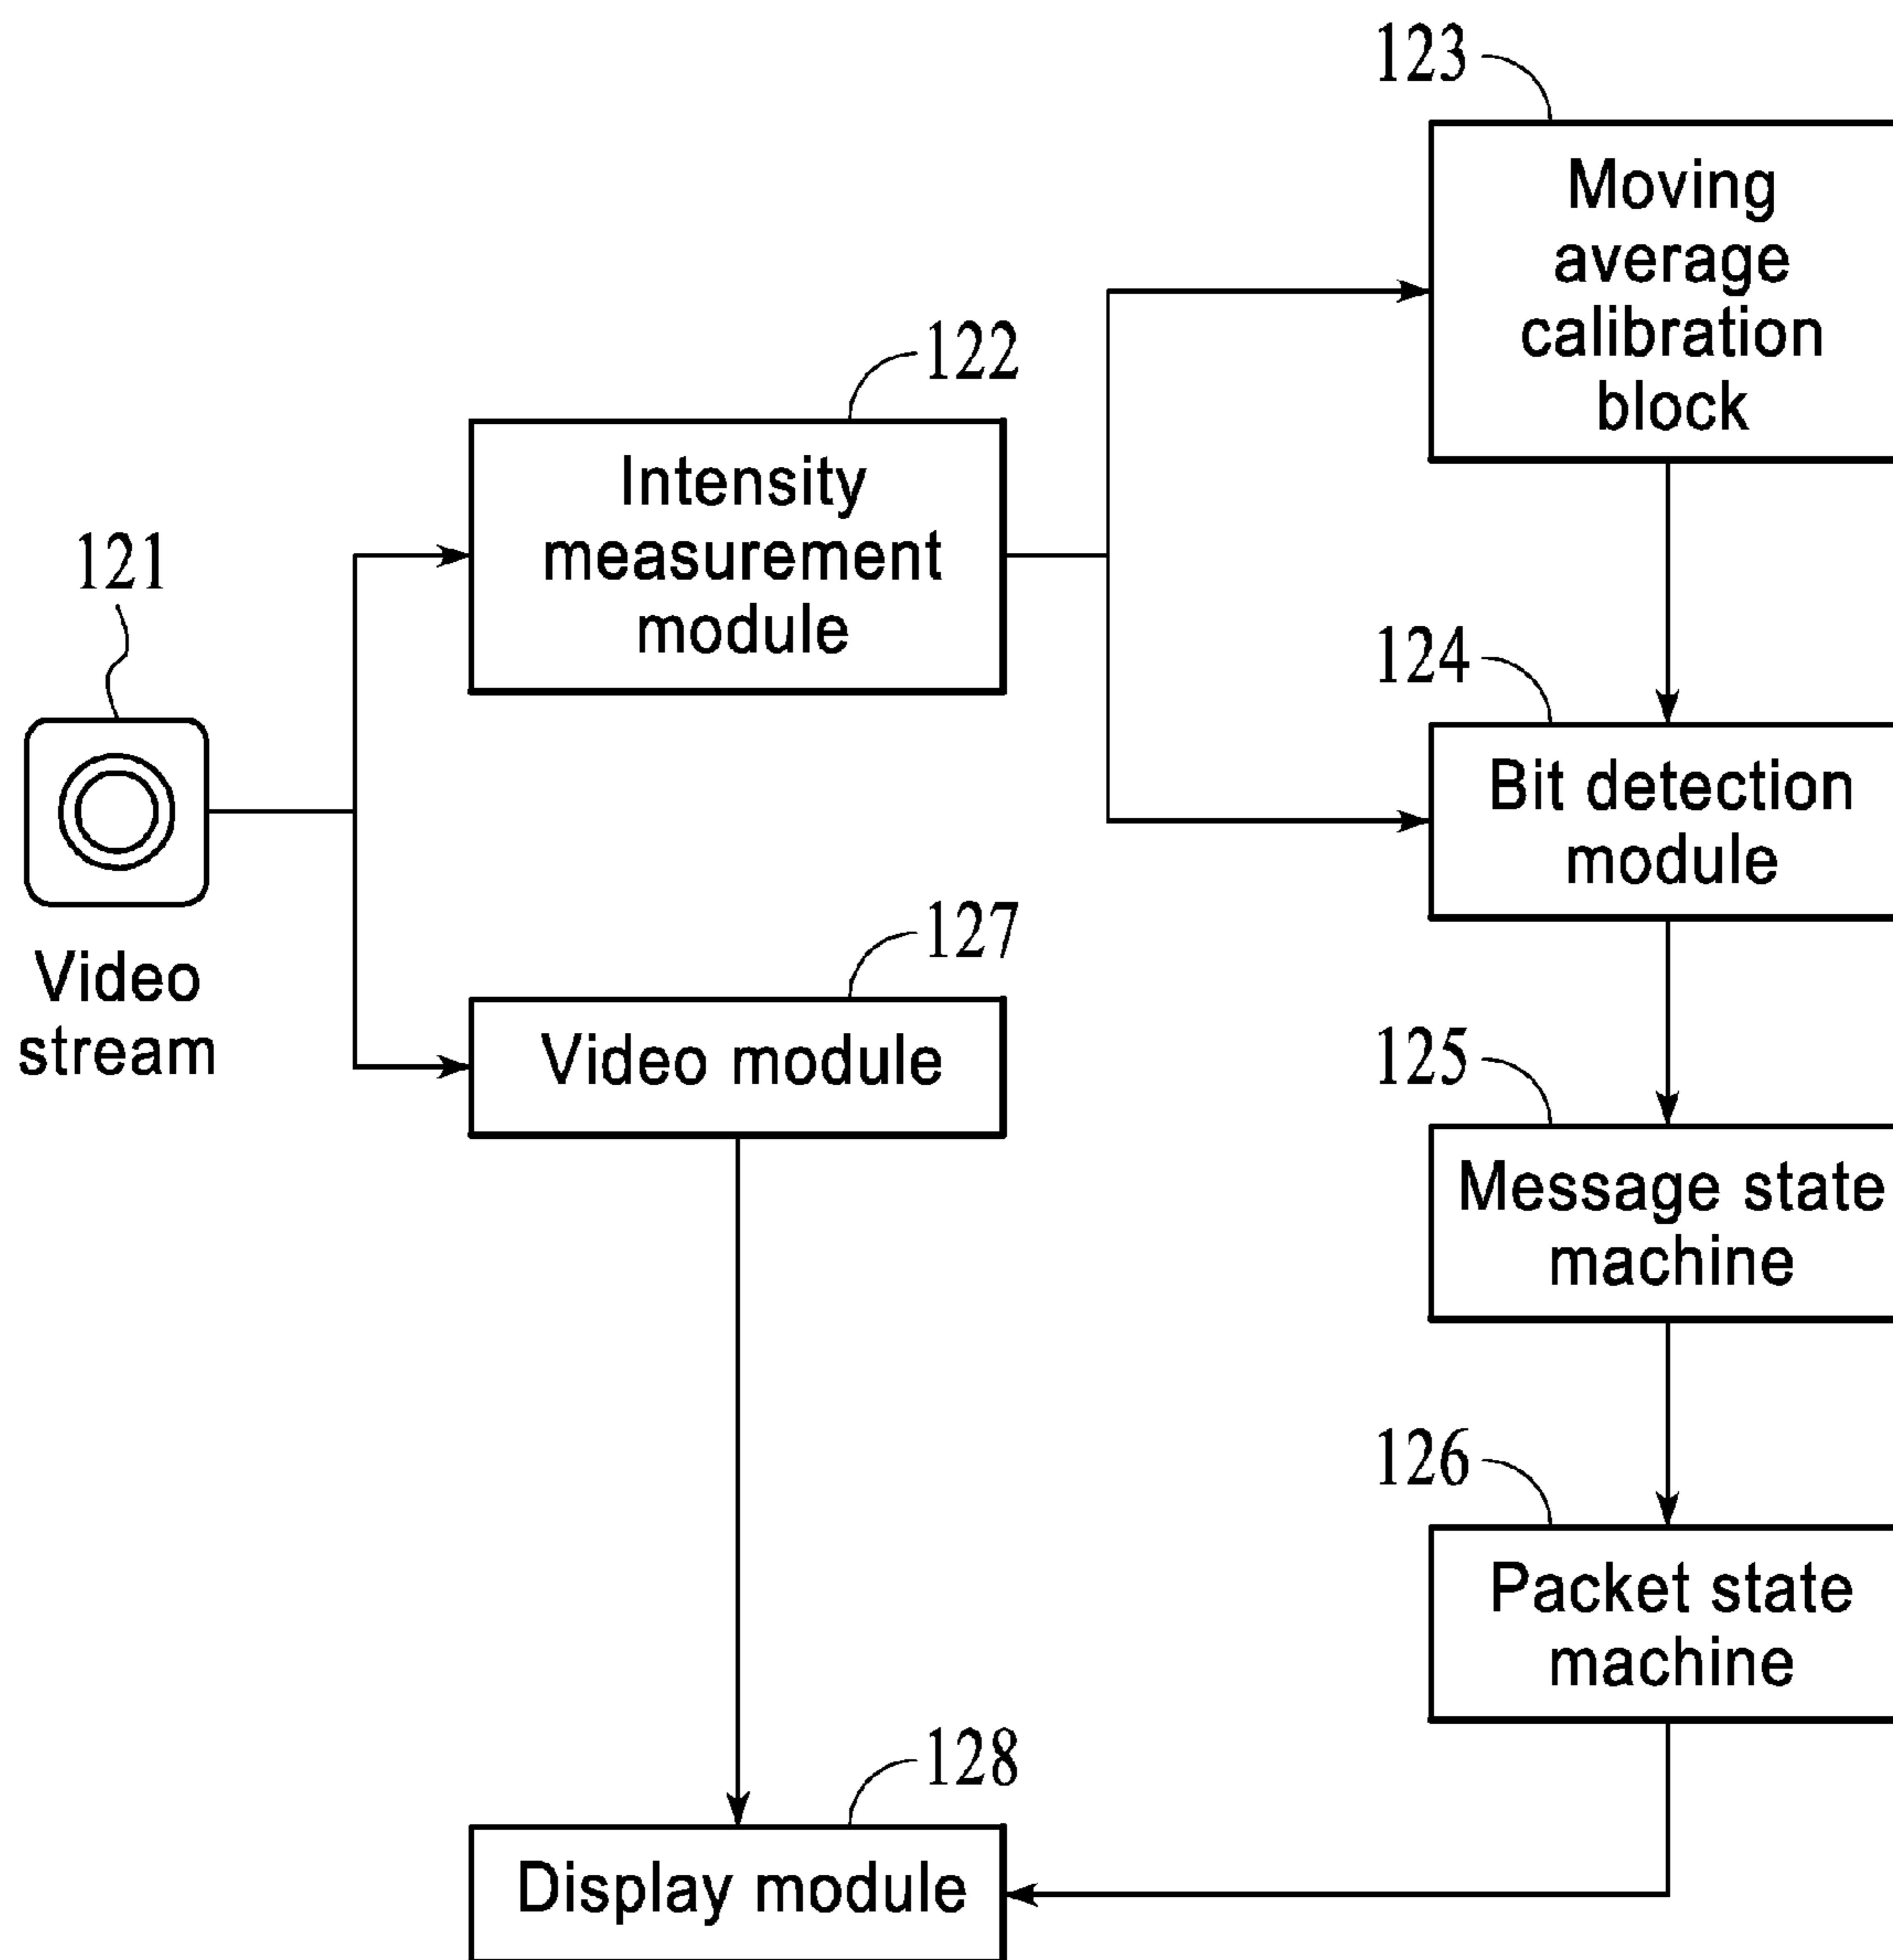 123
Moving
average
calibration
block
122
Intensity
measurement
module
121
Video
stream
124
Bit detection
module
127
Video module
125
Message state
machine
126
Packet state
machine
128
Display module